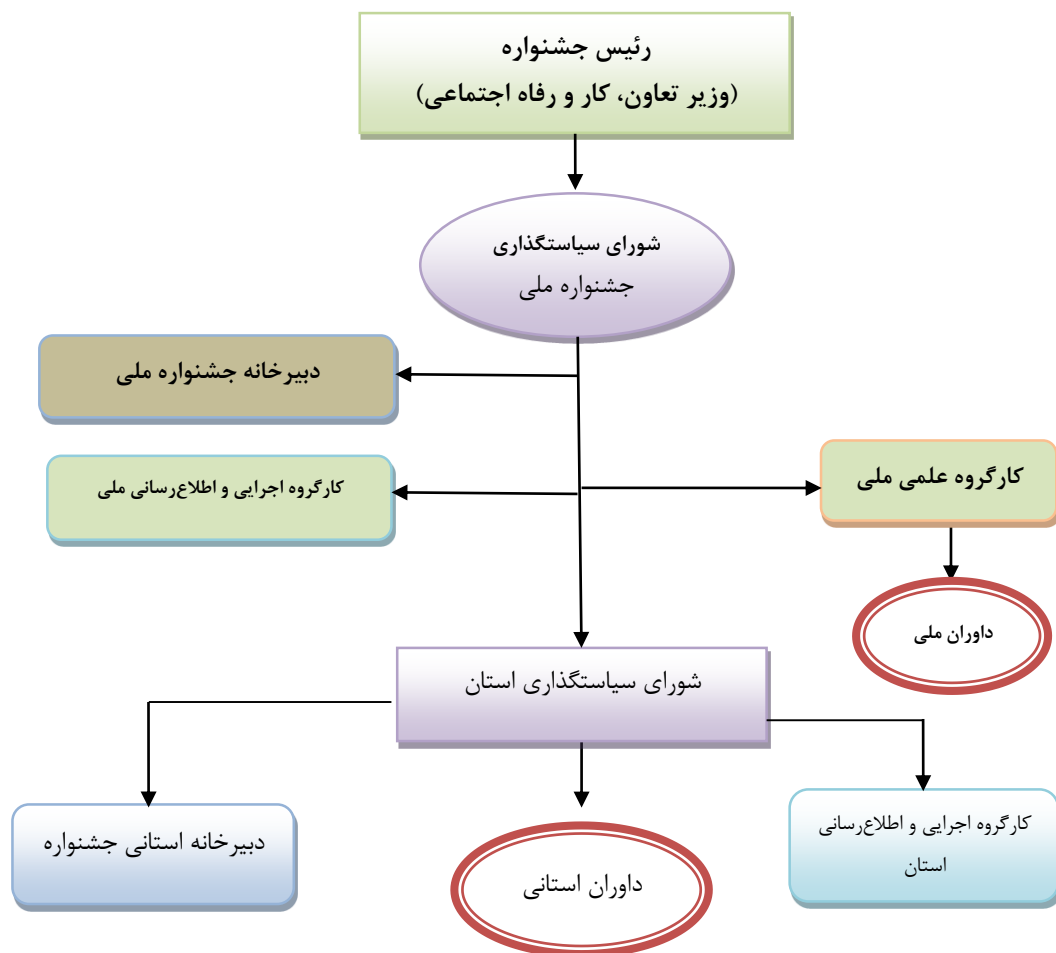 رئیس جشنواره
(وزیر تعاون، کار و رفاه اجتماعی)
شورای سیاستگذاری
جشنواره ملی
دبیرخانه جشنواره ملی
کارگروه علمی ملی
کارگروه اجرایی و اطلاع‌رسانی ملی
داوران ملی
شورای سیاستگذاری استان
کارگروه اجرایی و اطلاع‌رسانی
استان
داوران استانی
دبیرخانه استانی جشنواره